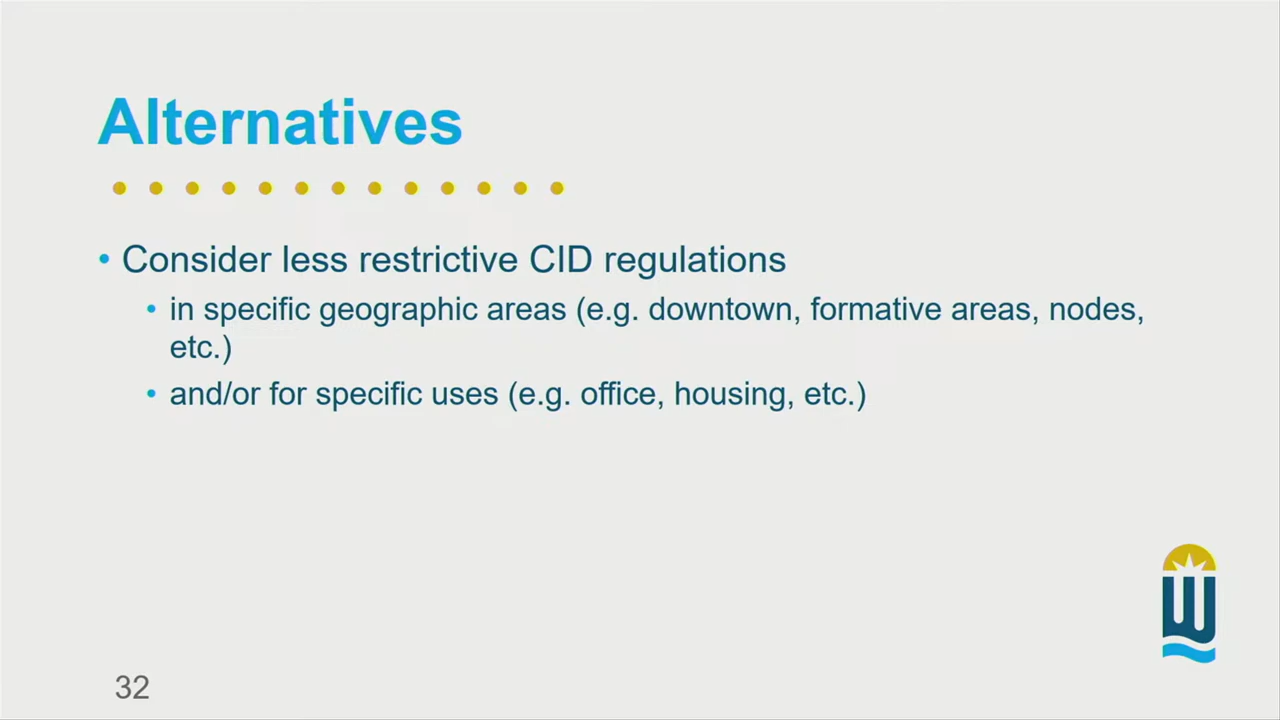 Alternatives
• Consider less restrictive CID regulations
• in specific geographic areas (e.g. downtown, formative areas, nodes,
etc.)
• and/or for specific uses (e.g. office, housing, etc.)
32